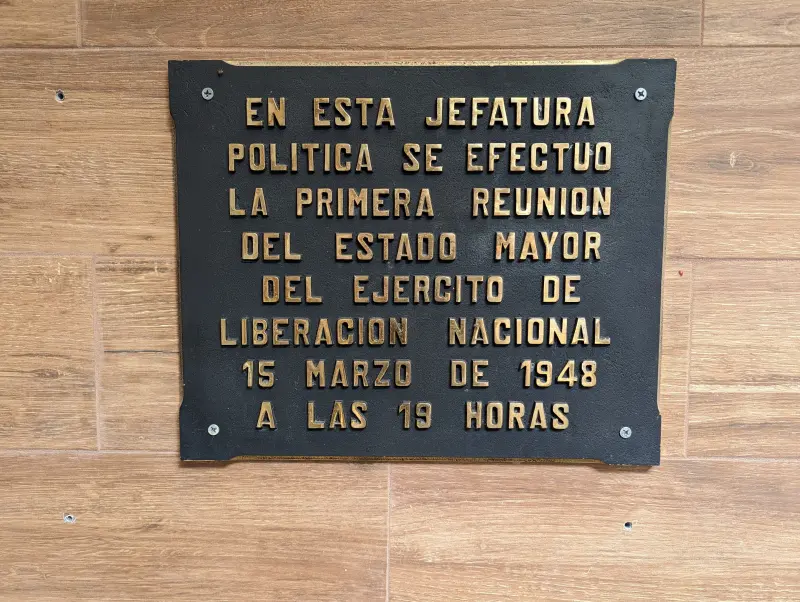 EN ESTA JEFATURA
POLITICA SE EFECTUO
LA PRIMERA REUNION
DEL ESTADO MAYOR
DEL EJERCITO DE
LIBERACION NACIONAL
15 MARZO DE 1948
A LAS 19 HORAS